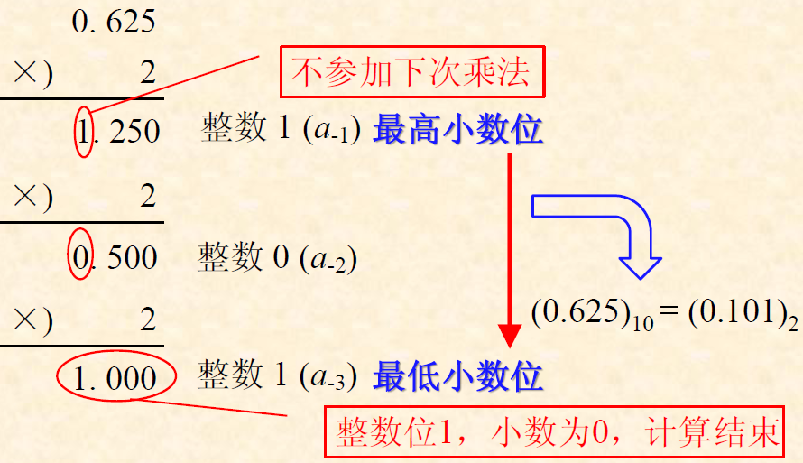 0. 625
×) 2
不参加下次乘法
1. 250 整数 1 (a-1) 最高小数位
×) 2
0. 500 整数 0 (a-2)
×) 2
(0.625)10 = (0.101)2
1. 000 整数 1 (a-3) 最低小数位
整数位1，小数为0，计算结束